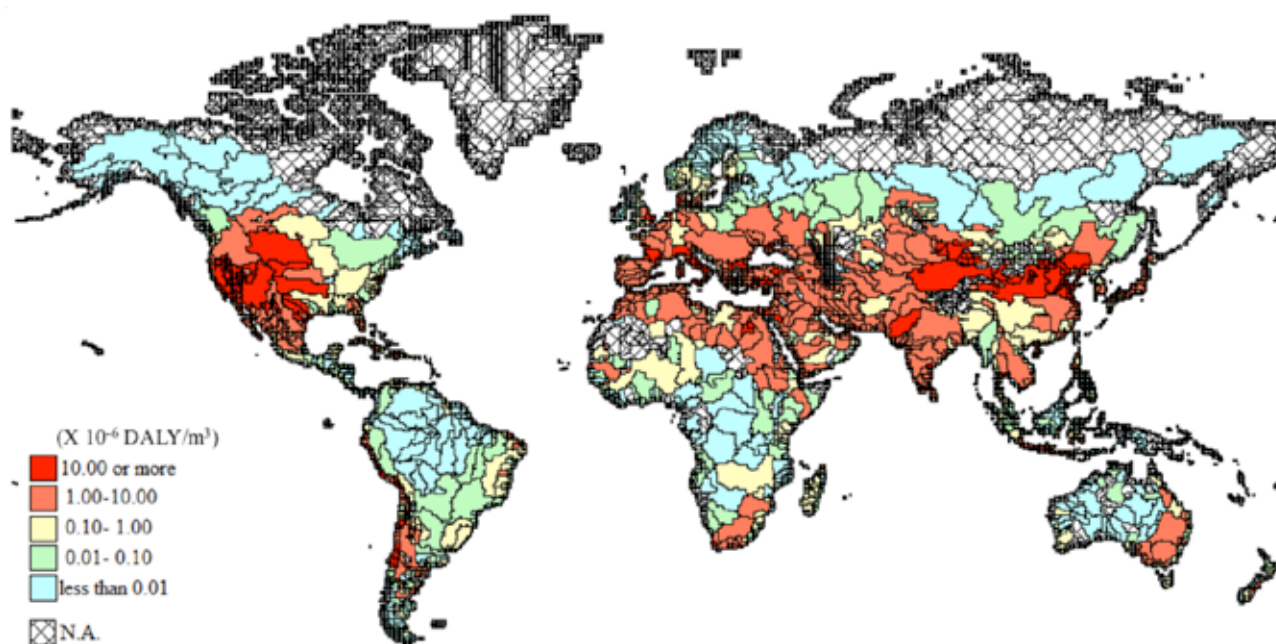 (X 10⁻⁶ DALY/m³)
10.00 or more
1.00-10.00
0.10- 1.00
0.01- 0.10
less than 0.01
N.A.